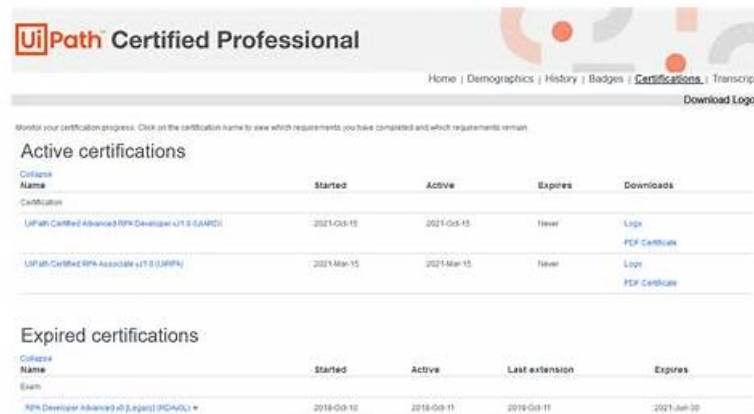 UiPath Certified Professional
Home | Demographics | History | Badges | Certifications | Transcrip
Download Logo
Monitor your certification progress. Click on the certification name to view which requirements you have completed and which requirements remain.
Active certifications
Collapse
Name Started Active Expires Downloads
Certification
UiPath Certified Advanced RPA Developer v1.0 (UiARD) 2021-Oct-15 2021-Oct-15 Never Logo
PDF Certificate
UiPath Certified RPA Associate v1.0 (UiRPA) 2021-Mar-15 2021-Mar-15 Never Logo
PDF Certificate
Expired certifications
Collapse
Name Started Active Last extension Expires
Exam
RPA Developer Advanced v0 [Legacy] (RDAv0L) 2018-Oct-10 2018-Oct-11 2018-Oct-11 2021-Jun-30